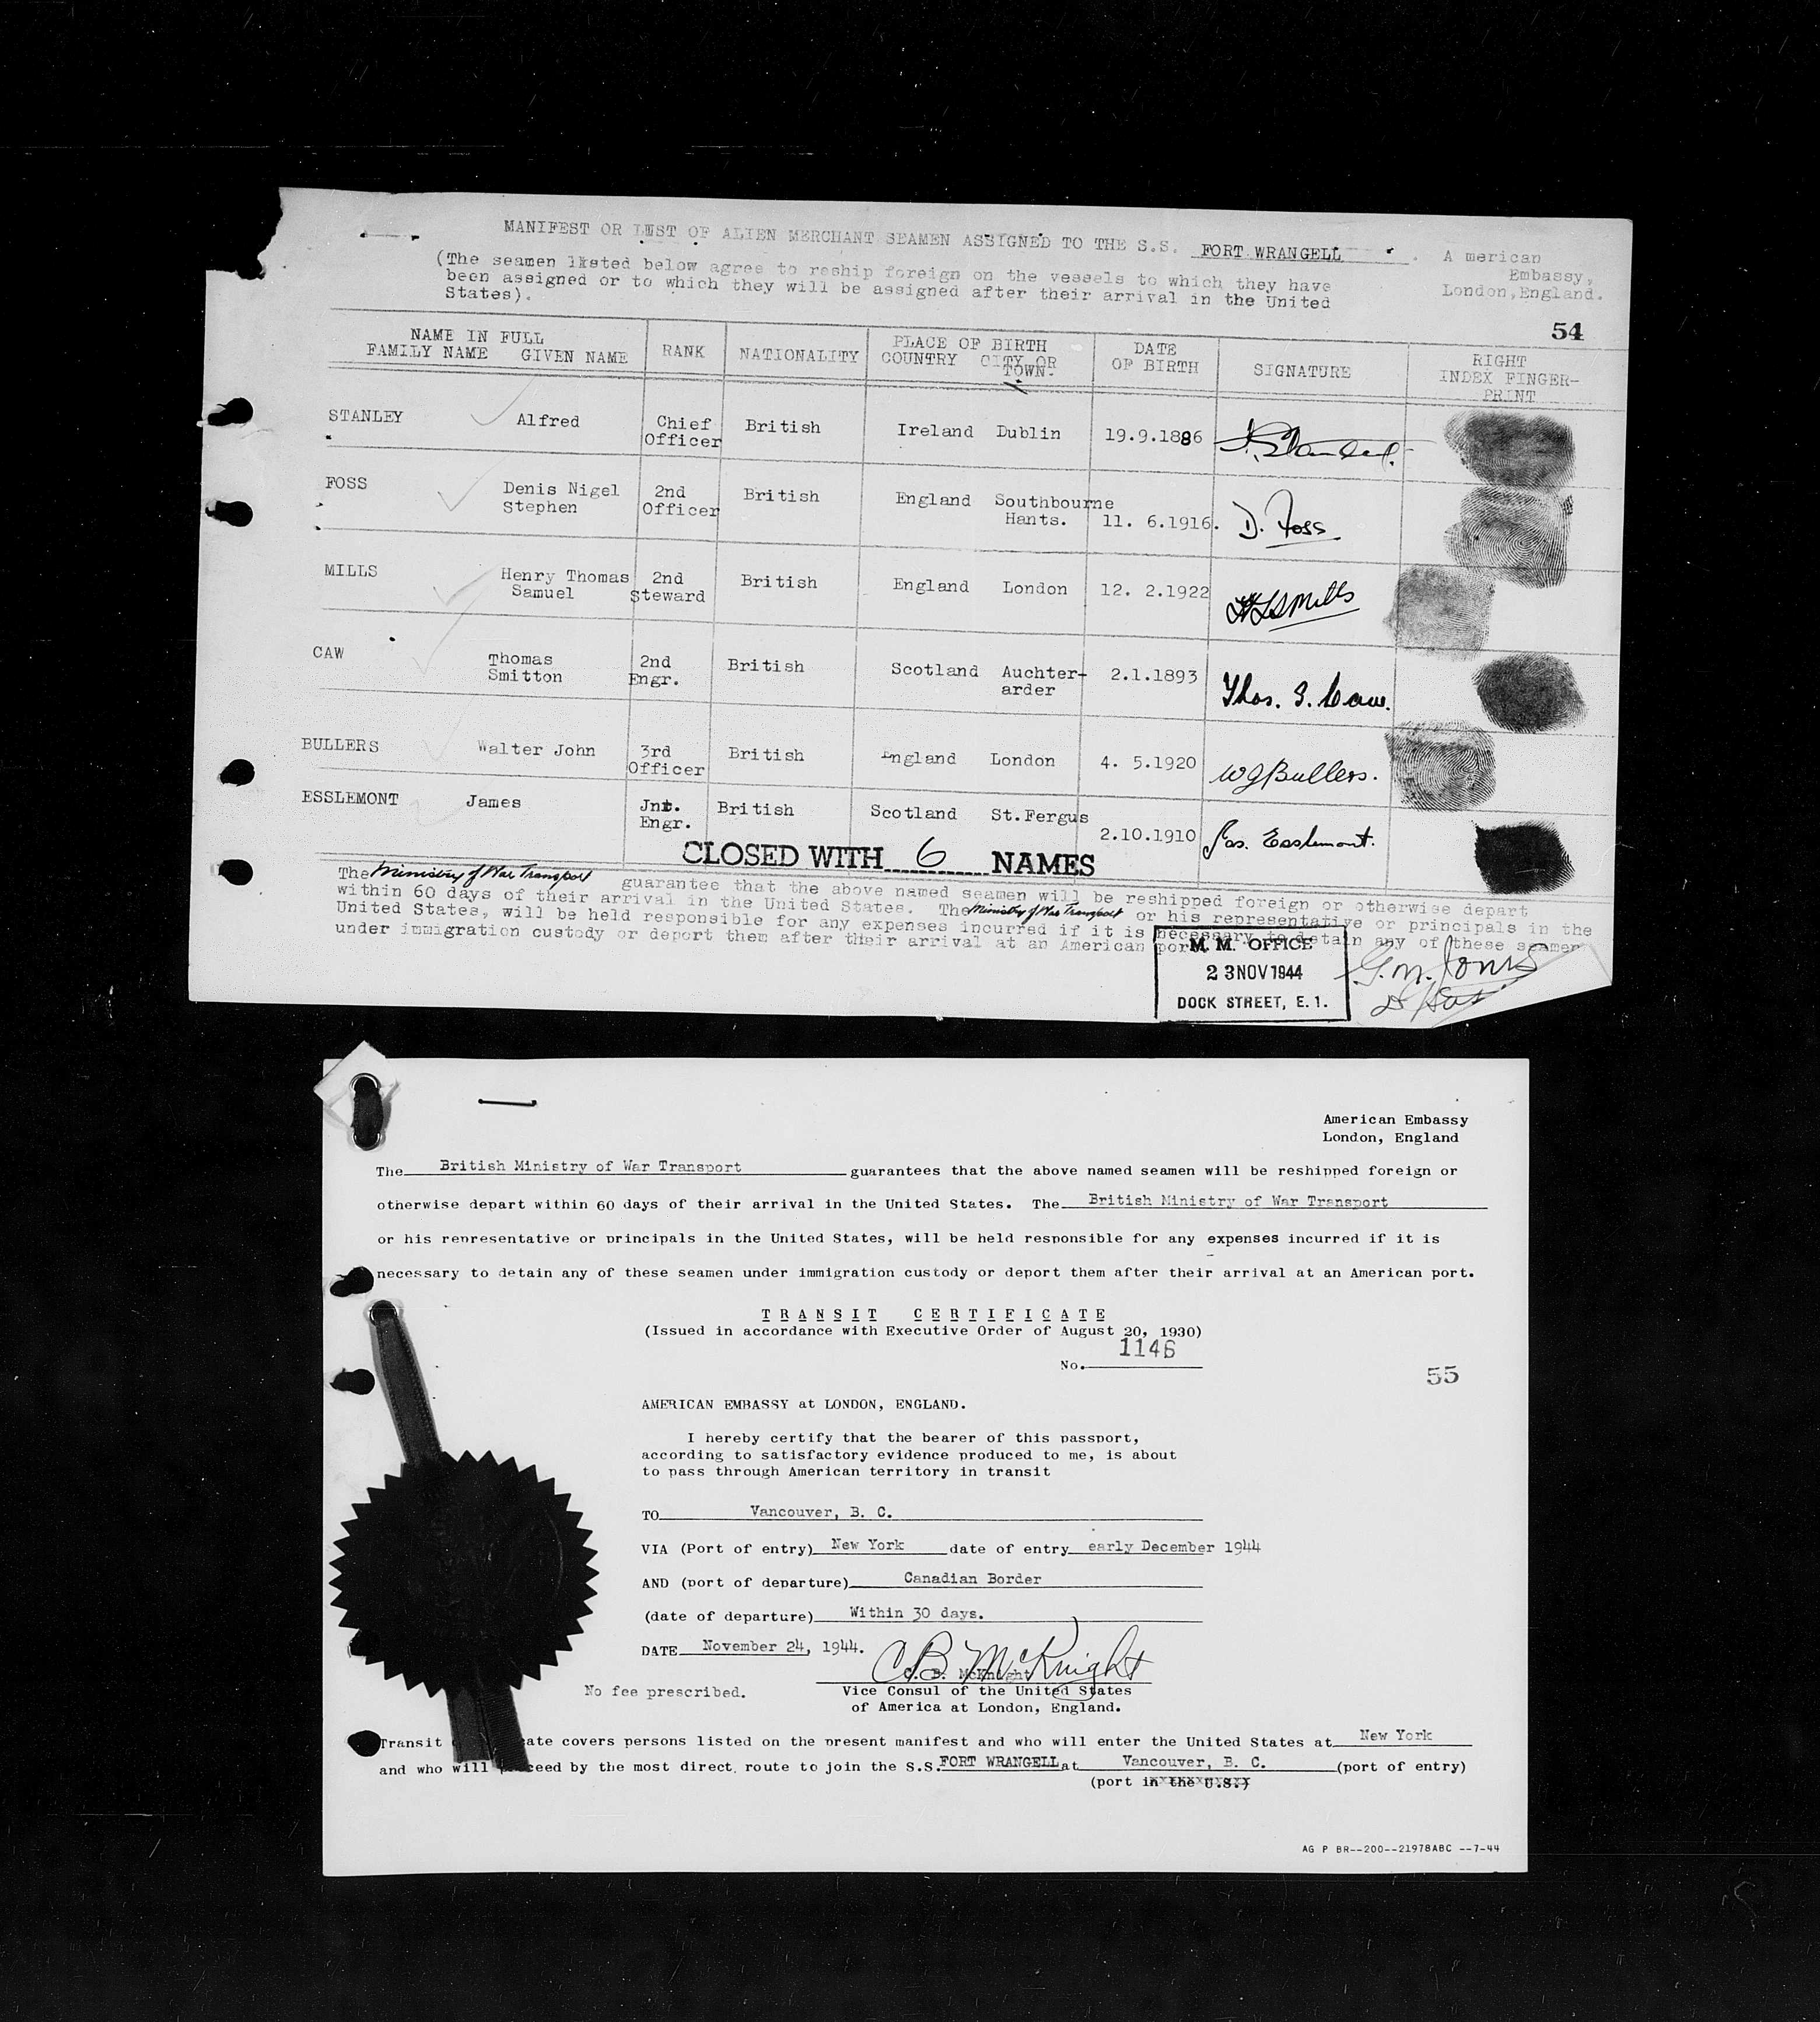 MANIFEST OR LIST OF ALIEN MERCHANT SEAMEN ASSIGNED TO THE S.S. FORT WRANGELL. American
(The seamen listed below agree to reship foreign on the vessels to which they have Embassy,
been assigned or to which they will be assigned after their arrival in the United London, England.
States).
54
NAME IN FULL
FAMILY NAME GIVEN NAME RANK NATIONALITY PLACE OF BIRTH COUNTRY CITY OR TOWN. DATE OF BIRTH SIGNATURE RIGHT INDEX FINGER-PRINT
STANLEY Alfred Chief Officer British Ireland Dublin 19.9.1886
FOSS Denis Nigel Stephen 2nd Officer British England Southbourne Hants. 11. 6.1916. D. Foss
MILLS Henry Thomas Samuel 2nd Steward British England London 12. 2.1922 HTSMills
CAW Thomas Smitton 2nd Engr. British Scotland Auchter-arder 2.1.1893 Thos. S. Caw.
BULLERS Walter John 3rd Officer British England London 4. 5.1920 WJBullers.
ESSLEMONT James Jnr. Engr. British Scotland St.Fergus 2.10.1910 Jas. Esslemont.
CLOSED WITH 6 NAMES
The Ministry of War Transport guarantee that the above named seamen will be reshipped foreign or otherwise depart
within 60 days of their arrival in the United States. The Ministry of War Transport or his representative or principals in the
United States, will be held responsible for any expenses incurred if it is necessary to detain any of these seamen
under immigration custody or deport them after their arrival at an American port.
M. M. OFFICE
23 NOV 1944
DOCK STREET, E. 1.
G.M. Jones
American Embassy
London, England
The British Ministry of War Transport guarantees that the above named seamen will be reshipped foreign or
otherwise depart within 60 days of their arrival in the United States. The British Ministry of War Transport
or his representative or principals in the United States, will be held responsible for any expenses incurred if it is
necessary to detain any of these seamen under immigration custody or deport them after their arrival at an American port.
TRANSIT CERTIFICATE
(Issued in accordance with Executive Order of August 20, 1930)
No. 1146
55
AMERICAN EMBASSY at LONDON, ENGLAND.
I hereby certify that the bearer of this passport,
according to satisfactory evidence produced to me, is about
to pass through American territory in transit
TO Vancouver, B. C.
VIA (Port of entry) New York date of entry early December 1944
AND (port of departure) Canadian Border
(date of departure) Within 30 days.
DATE November 24, 1944.
CB McKnight
C. B. McKnight
No fee prescribed. Vice Consul of the United States
of America at London, England.
Transit cate covers persons listed on the present manifest and who will enter the United States at New York
and who will proceed by the most direct route to join the S.S. FORT WRANGELL at Vancouver, B. C. (port of entry)
(port in the U.S.)
AG P BR--200--21978ABC --7-44